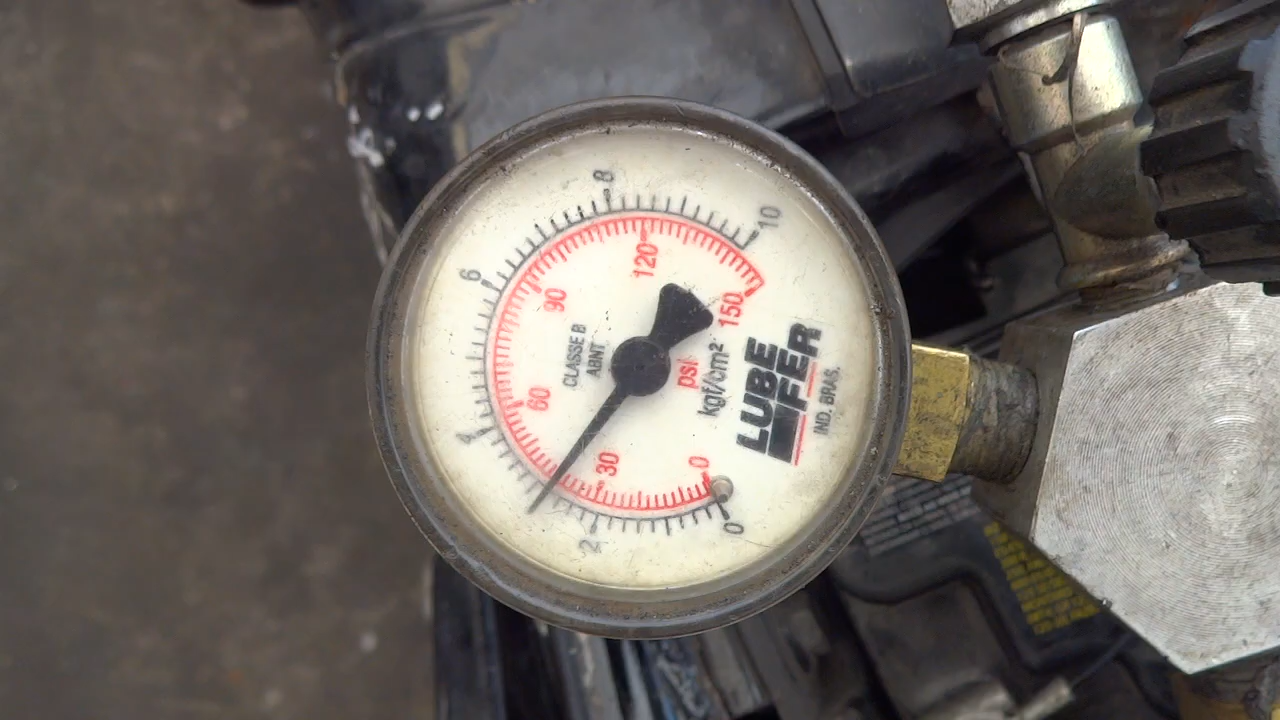 0
2
4
6
8
10
0
30
60
90
120
150
CLASSE B
ABNT
psi
kgf/cm²
LUBE
FER
IND. BRAS.